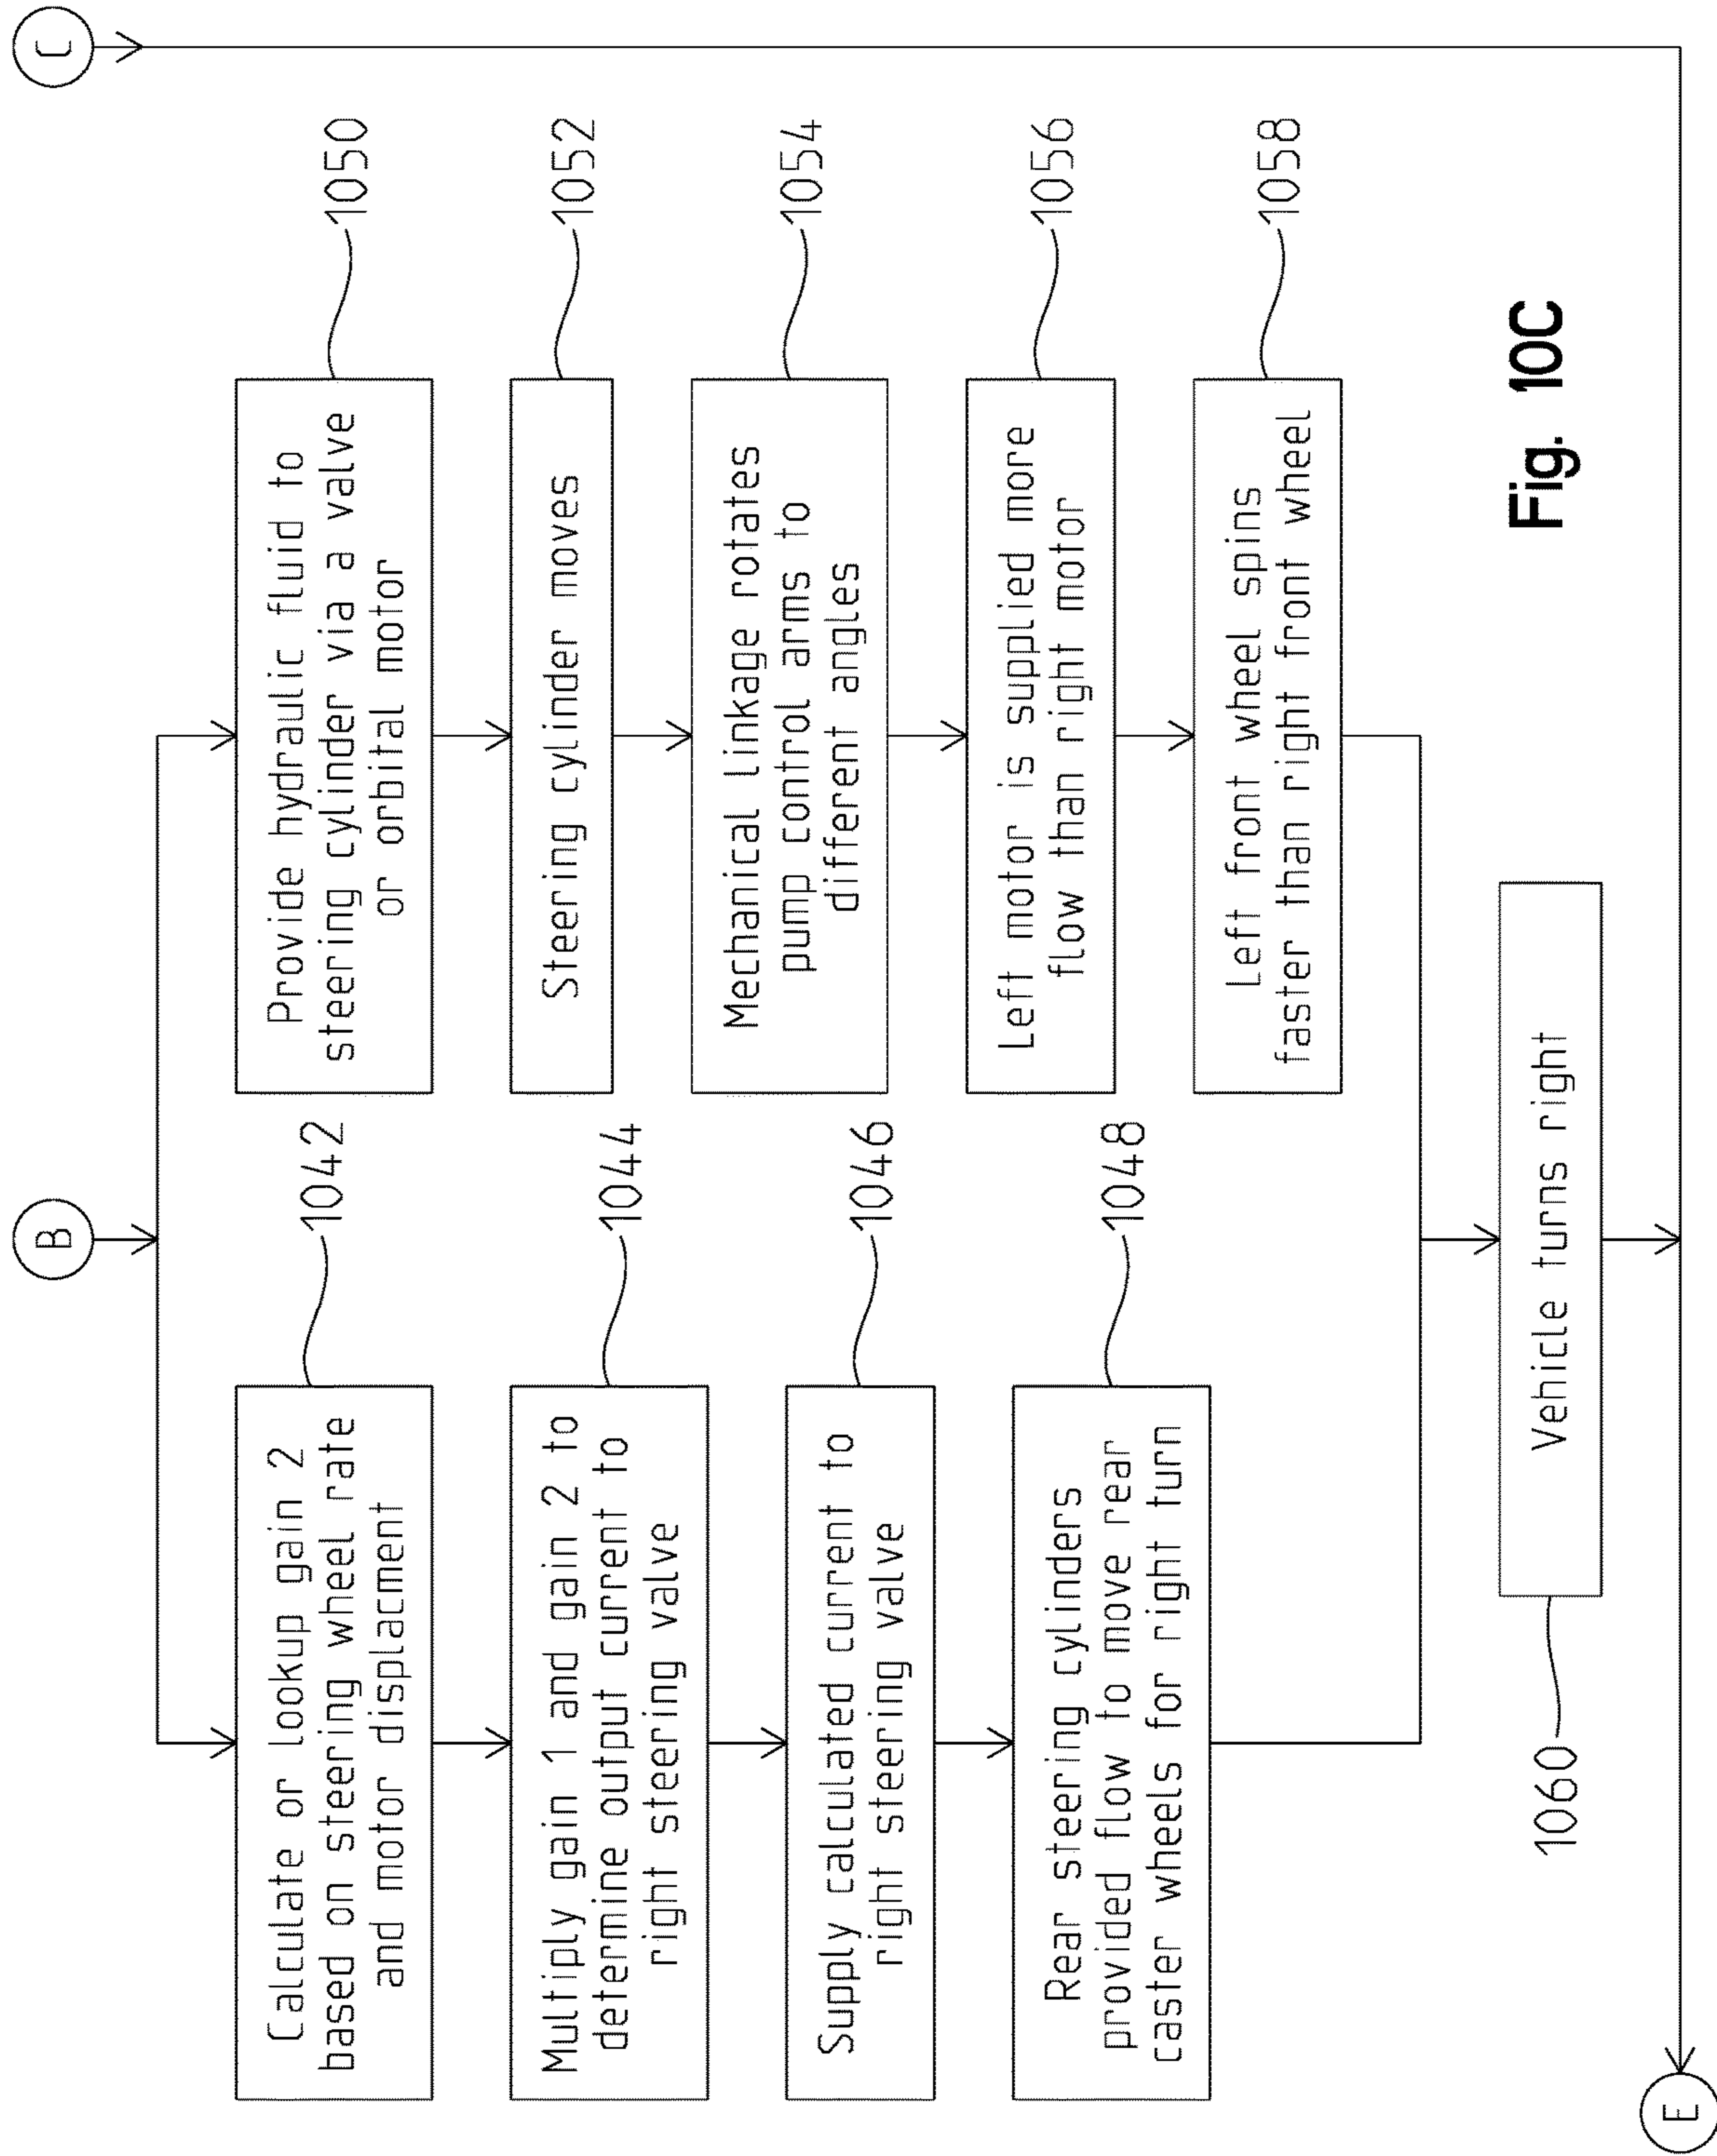 B
C
Calculate or lookup gain 2
based on steering wheel rate
and motor displacment
1042
Multiply gain 1 and gain 2 to
determine output current to
right steering valve
1044
Supply calculated current to
right steering valve
1046
Rear steering cylinders
provided flow to move rear
caster wheels for right turn
1048
Provide hydraulic fluid to
steering cylinder via a valve
or orbital motor
1050
Steering cylinder moves
1052
Mechanical linkage rotates
pump control arms to
different angles
1054
Left motor is supplied more
flow than right motor
1056
Left front wheel spins
faster than right front wheel
1058
Vehicle turns right
1060
E
Fig. 10C